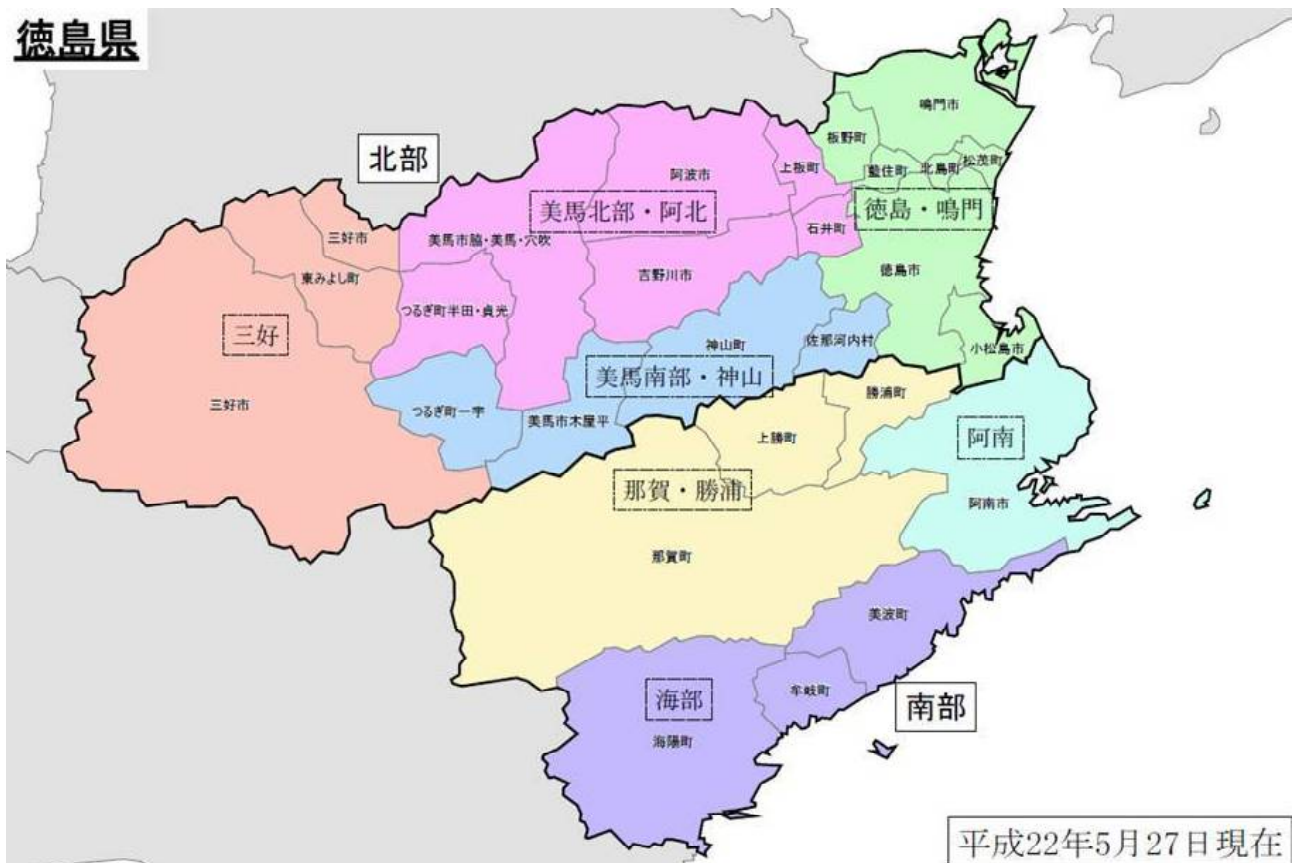 徳島県
鳴門市
板野町
北部
松茂町
上板町
藍住町
北島町
阿波市
美馬北部・阿北
徳島・鳴門
石井町
三好市
美馬市脇・美馬・穴吹
徳島市
東みよし町
吉野川市
つるぎ町半田・貞光
三好
神山町
佐那河内村
小松島市
美馬南部・神山
勝浦町
三好市
つるぎ町一宇
美馬市木屋平
上勝町
阿南
那賀・勝浦
阿南市
那賀町
美波町
海部
牟岐町
南部
海陽町
平成22年5月27日現在